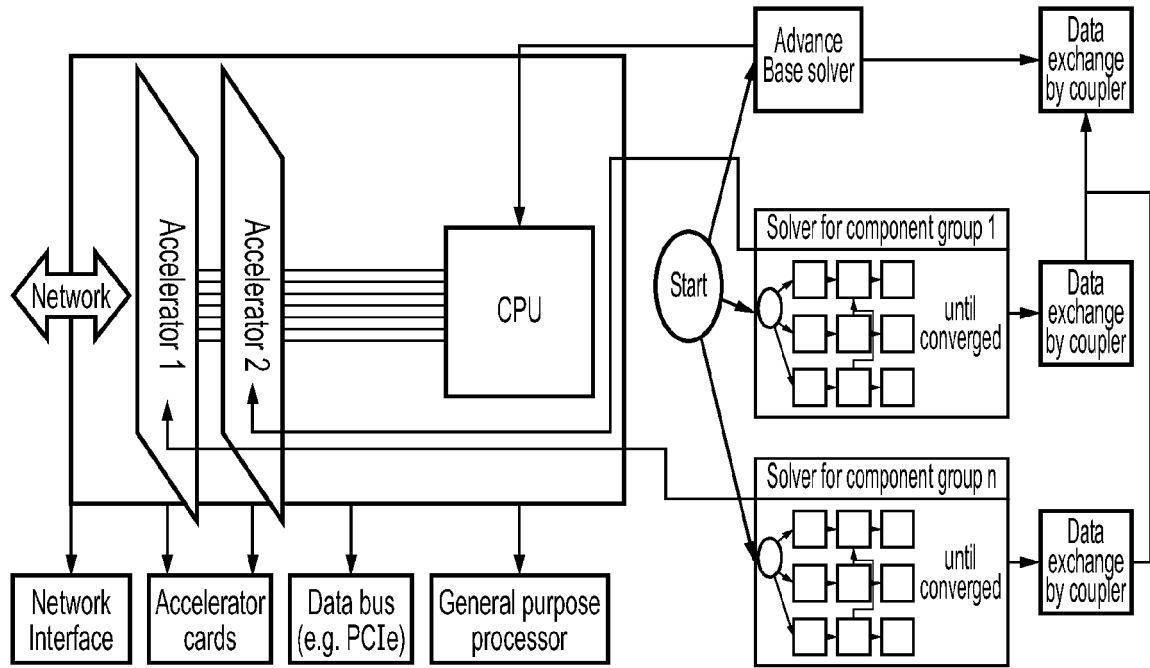 Network
Accelerator 1
Accelerator 2
CPU
Network
Interface
Accelerator
cards
Data bus
(e.g. PCIe)
General purpose
processor
Start
Advance
Base solver
Data
exchange
by coupler
Solver for component group 1
until
converged
Data
exchange
by coupler
Solver for component group n
until
converged
Data
exchange
by coupler